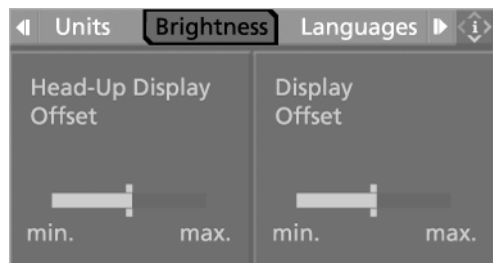 Units Brightness Languages i
Head-Up Display
Offset
min. max.
Display
Offset
min. max.